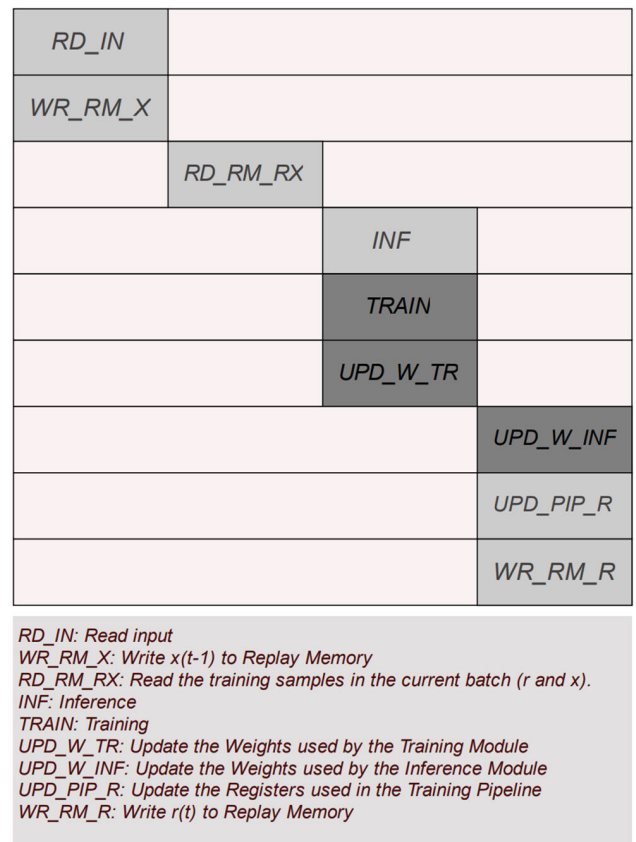 RD_IN
WR_RM_X
RD_RM_RX
INF
TRAIN
UPD_W_TR
UPD_W_INF
UPD_PIP_R
WR_RM_R
RD_IN: Read input
WR_RM_X: Write x(t-1) to Replay Memory
RD_RM_RX: Read the training samples in the current batch (r and x).
INF: Inference
TRAIN: Training
UPD_W_TR: Update the Weights used by the Training Module
UPD_W_INF: Update the Weights used by the Inference Module
UPD_PIP_R: Update the Registers used in the Training Pipeline
WR_RM_R: Write r(t) to Replay Memory